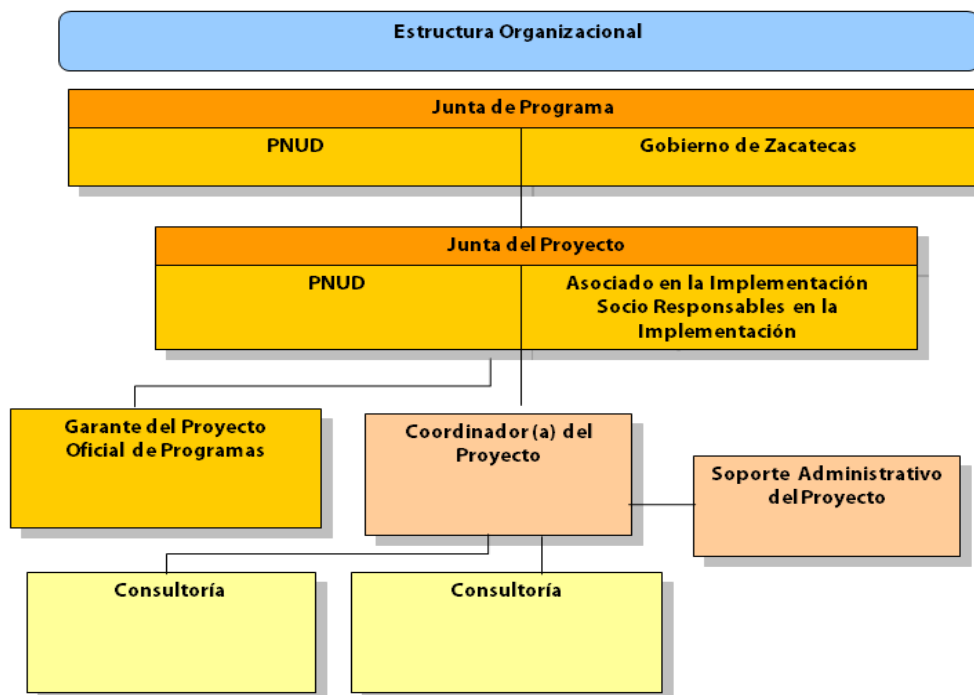 Estructura Organizacional
Junta de Programa
PNUD
Gobierno de Zacatecas
Junta del Proyecto
PNUD
Asociado en la Implementación
Socio Responsables en la
Implementación
Garante del Proyecto
Oficial de Programas
Coordinador (a) del
Proyecto
Soporte Administrativo
del Proyecto
Consultoría
Consultoría